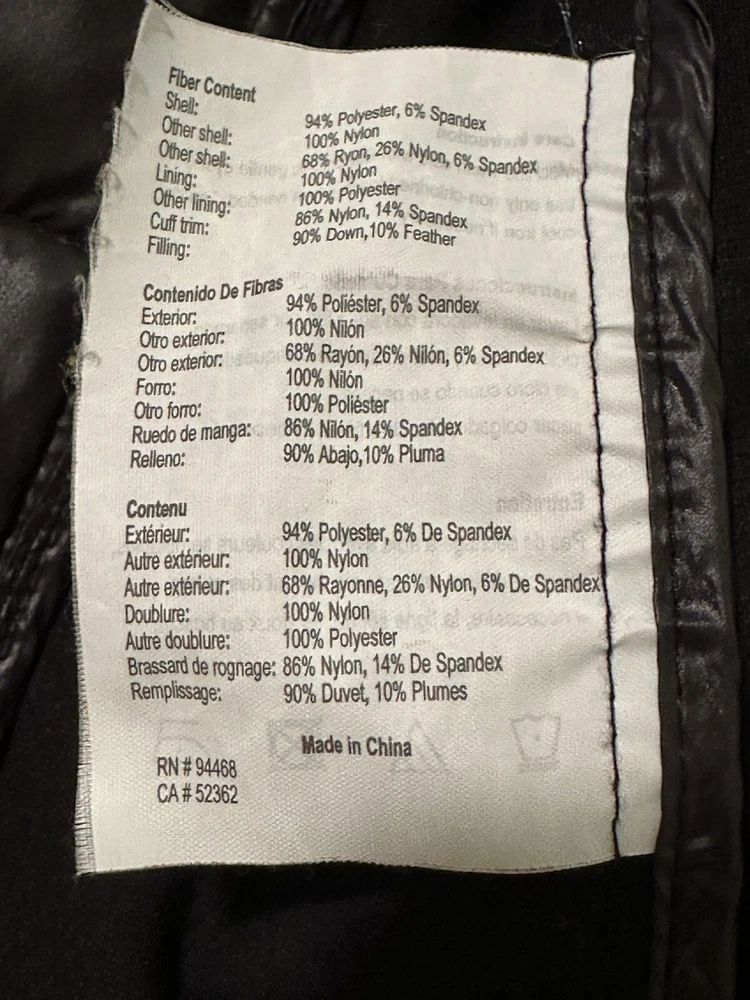 Fiber Content
Shell: 94% Polyester, 6% Spandex
Other shell: 100% Nylon
Other shell: 68% Ryon, 26% Nylon, 6% Spandex
Lining: 100% Nylon
Other lining: 100% Polyester
Cuff trim: 86% Nylon, 14% Spandex
Filling: 90% Down,10% Feather
Contenido De Fibras
Exterior: 94% Poliéster, 6% Spandex
Otro exterior: 100% Nilón
Otro exterior: 68% Rayón, 26% Nilón, 6% Spandex
Forro: 100% Nilón
Otro forro: 100% Poliéster
Ruedo de manga: 86% Nilón, 14% Spandex
Relleno: 90% Abajo,10% Pluma
Contenu
Extérieur: 94% Polyester, 6% De Spandex
Autre extérieur: 100% Nylon
Autre extérieur: 68% Rayonne, 26% Nylon, 6% De Spandex
Doublure: 100% Nylon
Autre doublure: 100% Polyester
Brassard de rognage: 86% Nylon, 14% De Spandex
Remplissage: 90% Duvet, 10% Plumes
Made in China
RN # 94468
CA # 52362